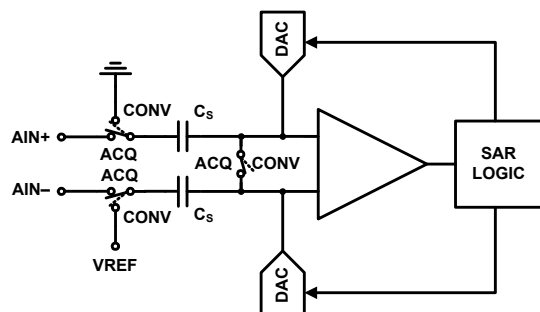 DAC
CONV
CS
AIN+
ACQ
ACQ CONV
SAR
LOGIC
AIN–
ACQ
CONV
CS
VREF
DAC